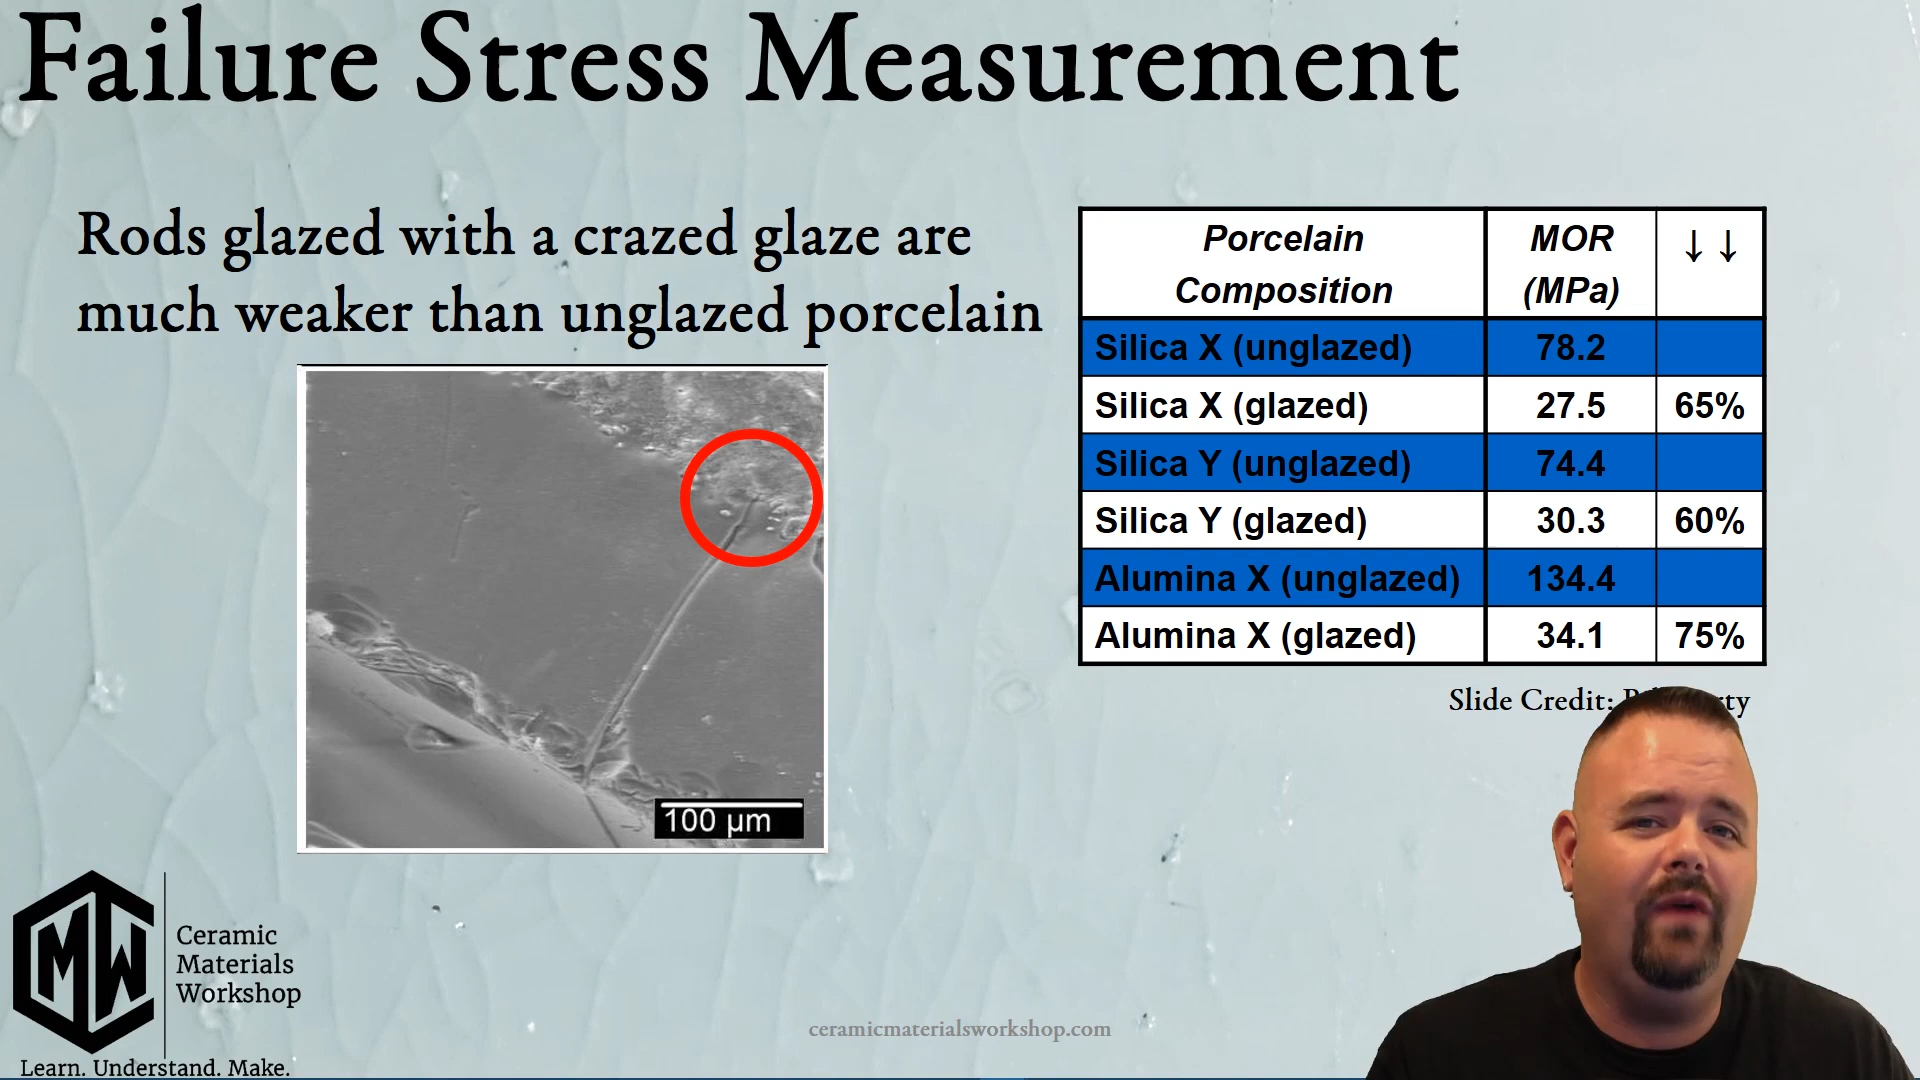 Failure Stress Measurement
Rods glazed with a crazed glaze are
much weaker than unglazed porcelain
100 µm
Porcelain Composition MOR (MPa) ↓ ↓
Silica X (unglazed) 78.2
Silica X (glazed) 27.5 65%
Silica Y (unglazed) 74.4
Silica Y (glazed) 30.3 60%
Alumina X (unglazed) 134.4
Alumina X (glazed) 34.1 75%
Slide Credit:
CMW
Ceramic
Materials
Workshop
Learn. Understand. Make.
ceramicmaterialsworkshop.com